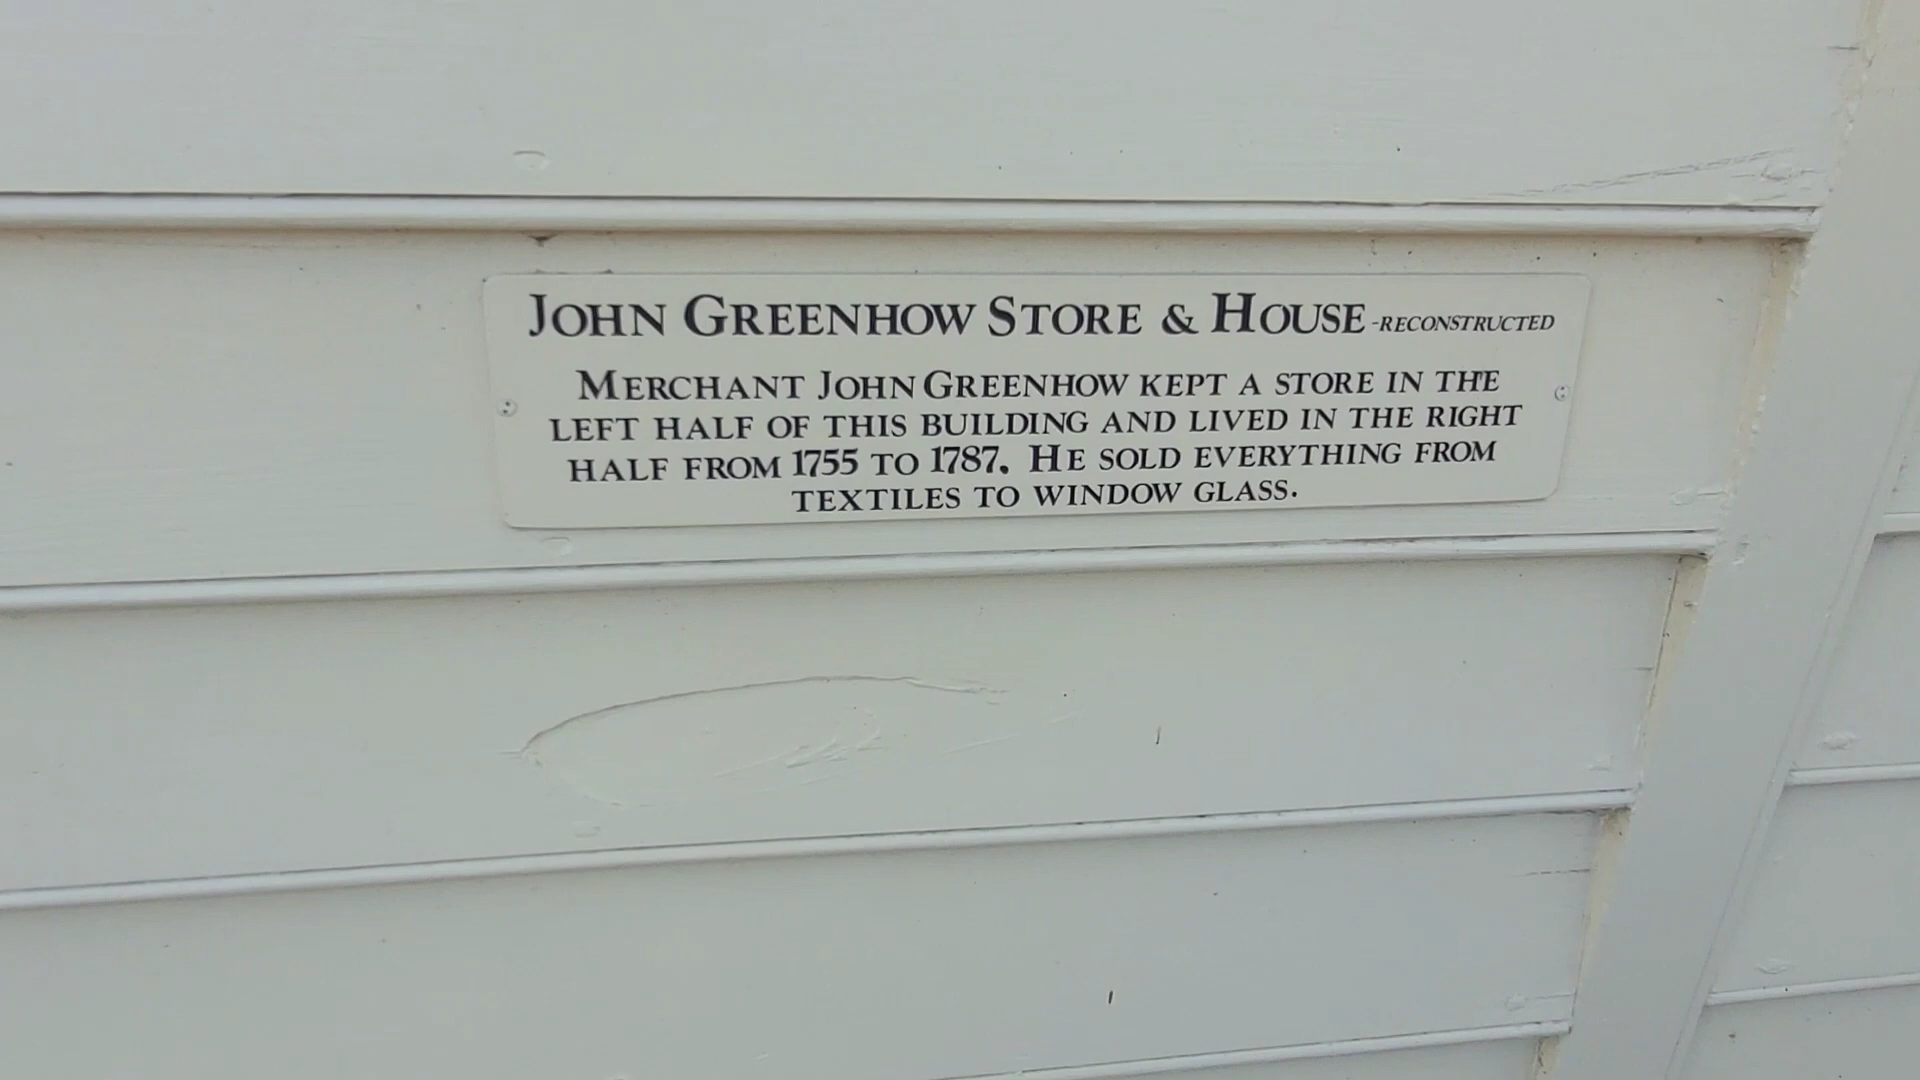 JOHN GREENHOW STORE & HOUSE -RECONSTRUCTED
MERCHANT JOHN GREENHOW KEPT A STORE IN THE
LEFT HALF OF THIS BUILDING AND LIVED IN THE RIGHT
HALF FROM 1755 TO 1787. HE SOLD EVERYTHING FROM
TEXTILES TO WINDOW GLASS.